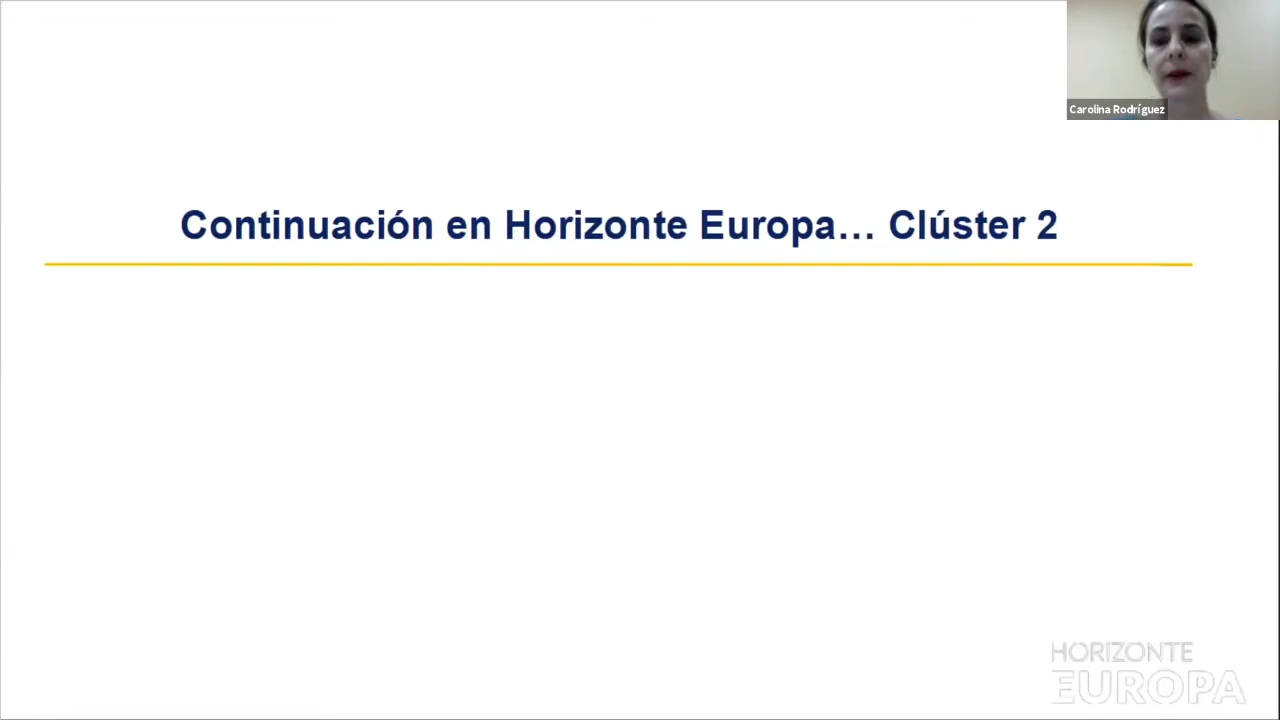 Carolina Rodríguez
Continuación en Horizonte Europa... Clúster 2
HORIZONTE
EUROPA